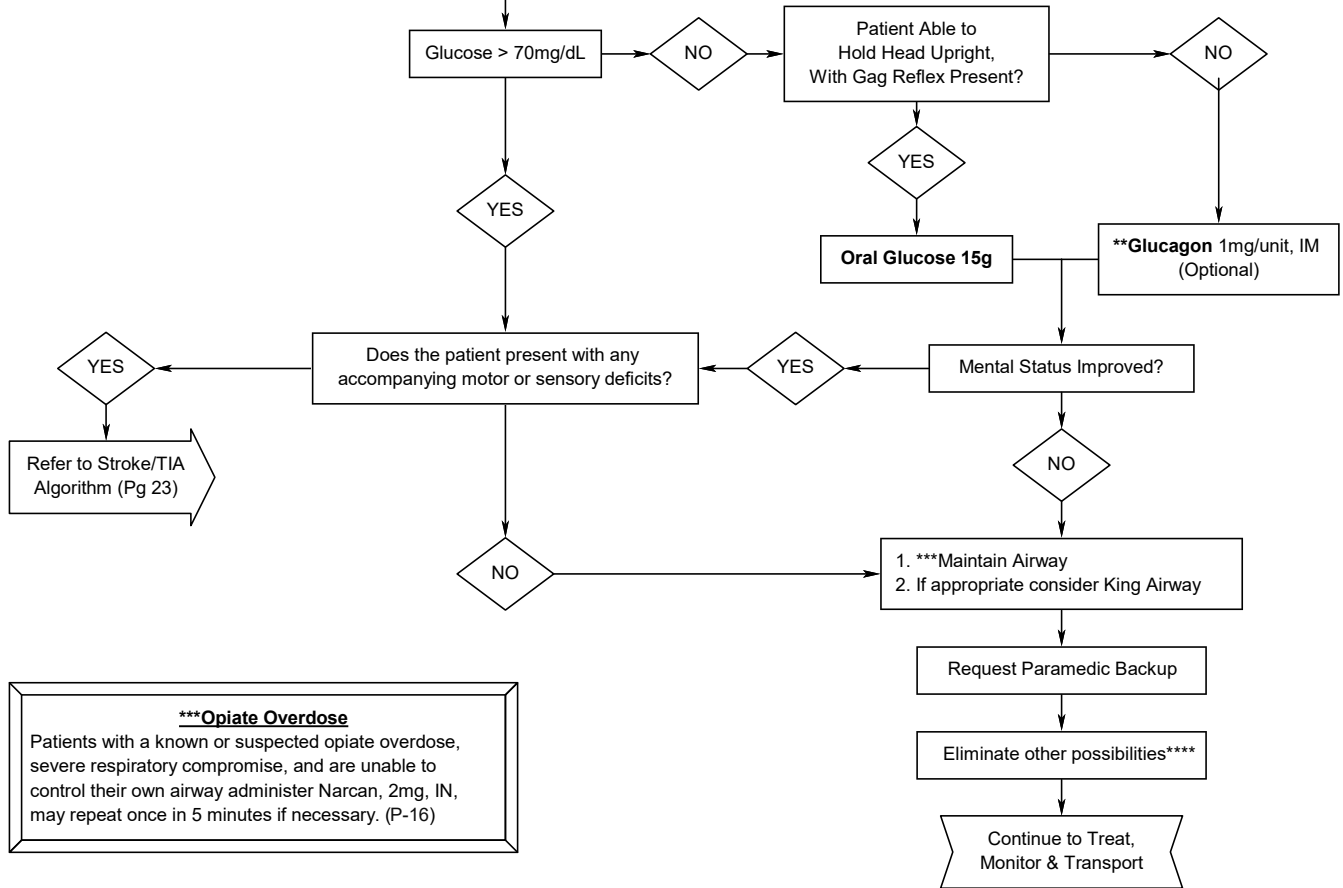 Glucose > 70mg/dL
NO
Patient Able to
Hold Head Upright,
With Gag Reflex Present?
NO
YES
YES
Oral Glucose 15g
**Glucagon 1mg/unit, IM
(Optional)
YES
Does the patient present with any
accompanying motor or sensory deficits?
YES
Mental Status Improved?
Refer to Stroke/TIA
Algorithm (Pg 23)
NO
NO
1. ***Maintain Airway
2. If appropriate consider King Airway
Request Paramedic Backup
***Opiate Overdose
Patients with a known or suspected opiate overdose,
severe respiratory compromise, and are unable to
control their own airway administer Narcan, 2mg, IN,
may repeat once in 5 minutes if necessary. (P-16)
Eliminate other possibilities****
Continue to Treat,
Monitor & Transport